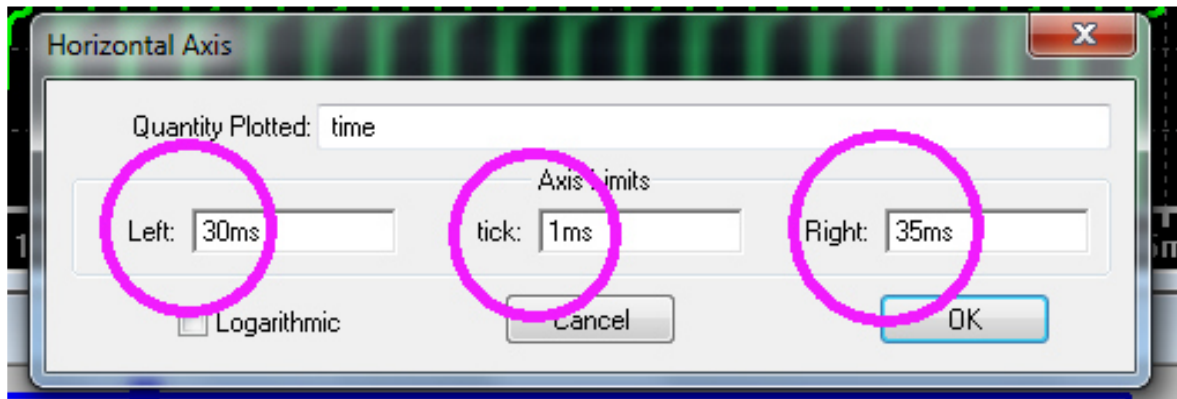 Horizontal Axis
Quantity Plotted: time
Axis Limits
Left: 30ms tick: 1ms Right: 35ms
Logarithmic Cancel OK